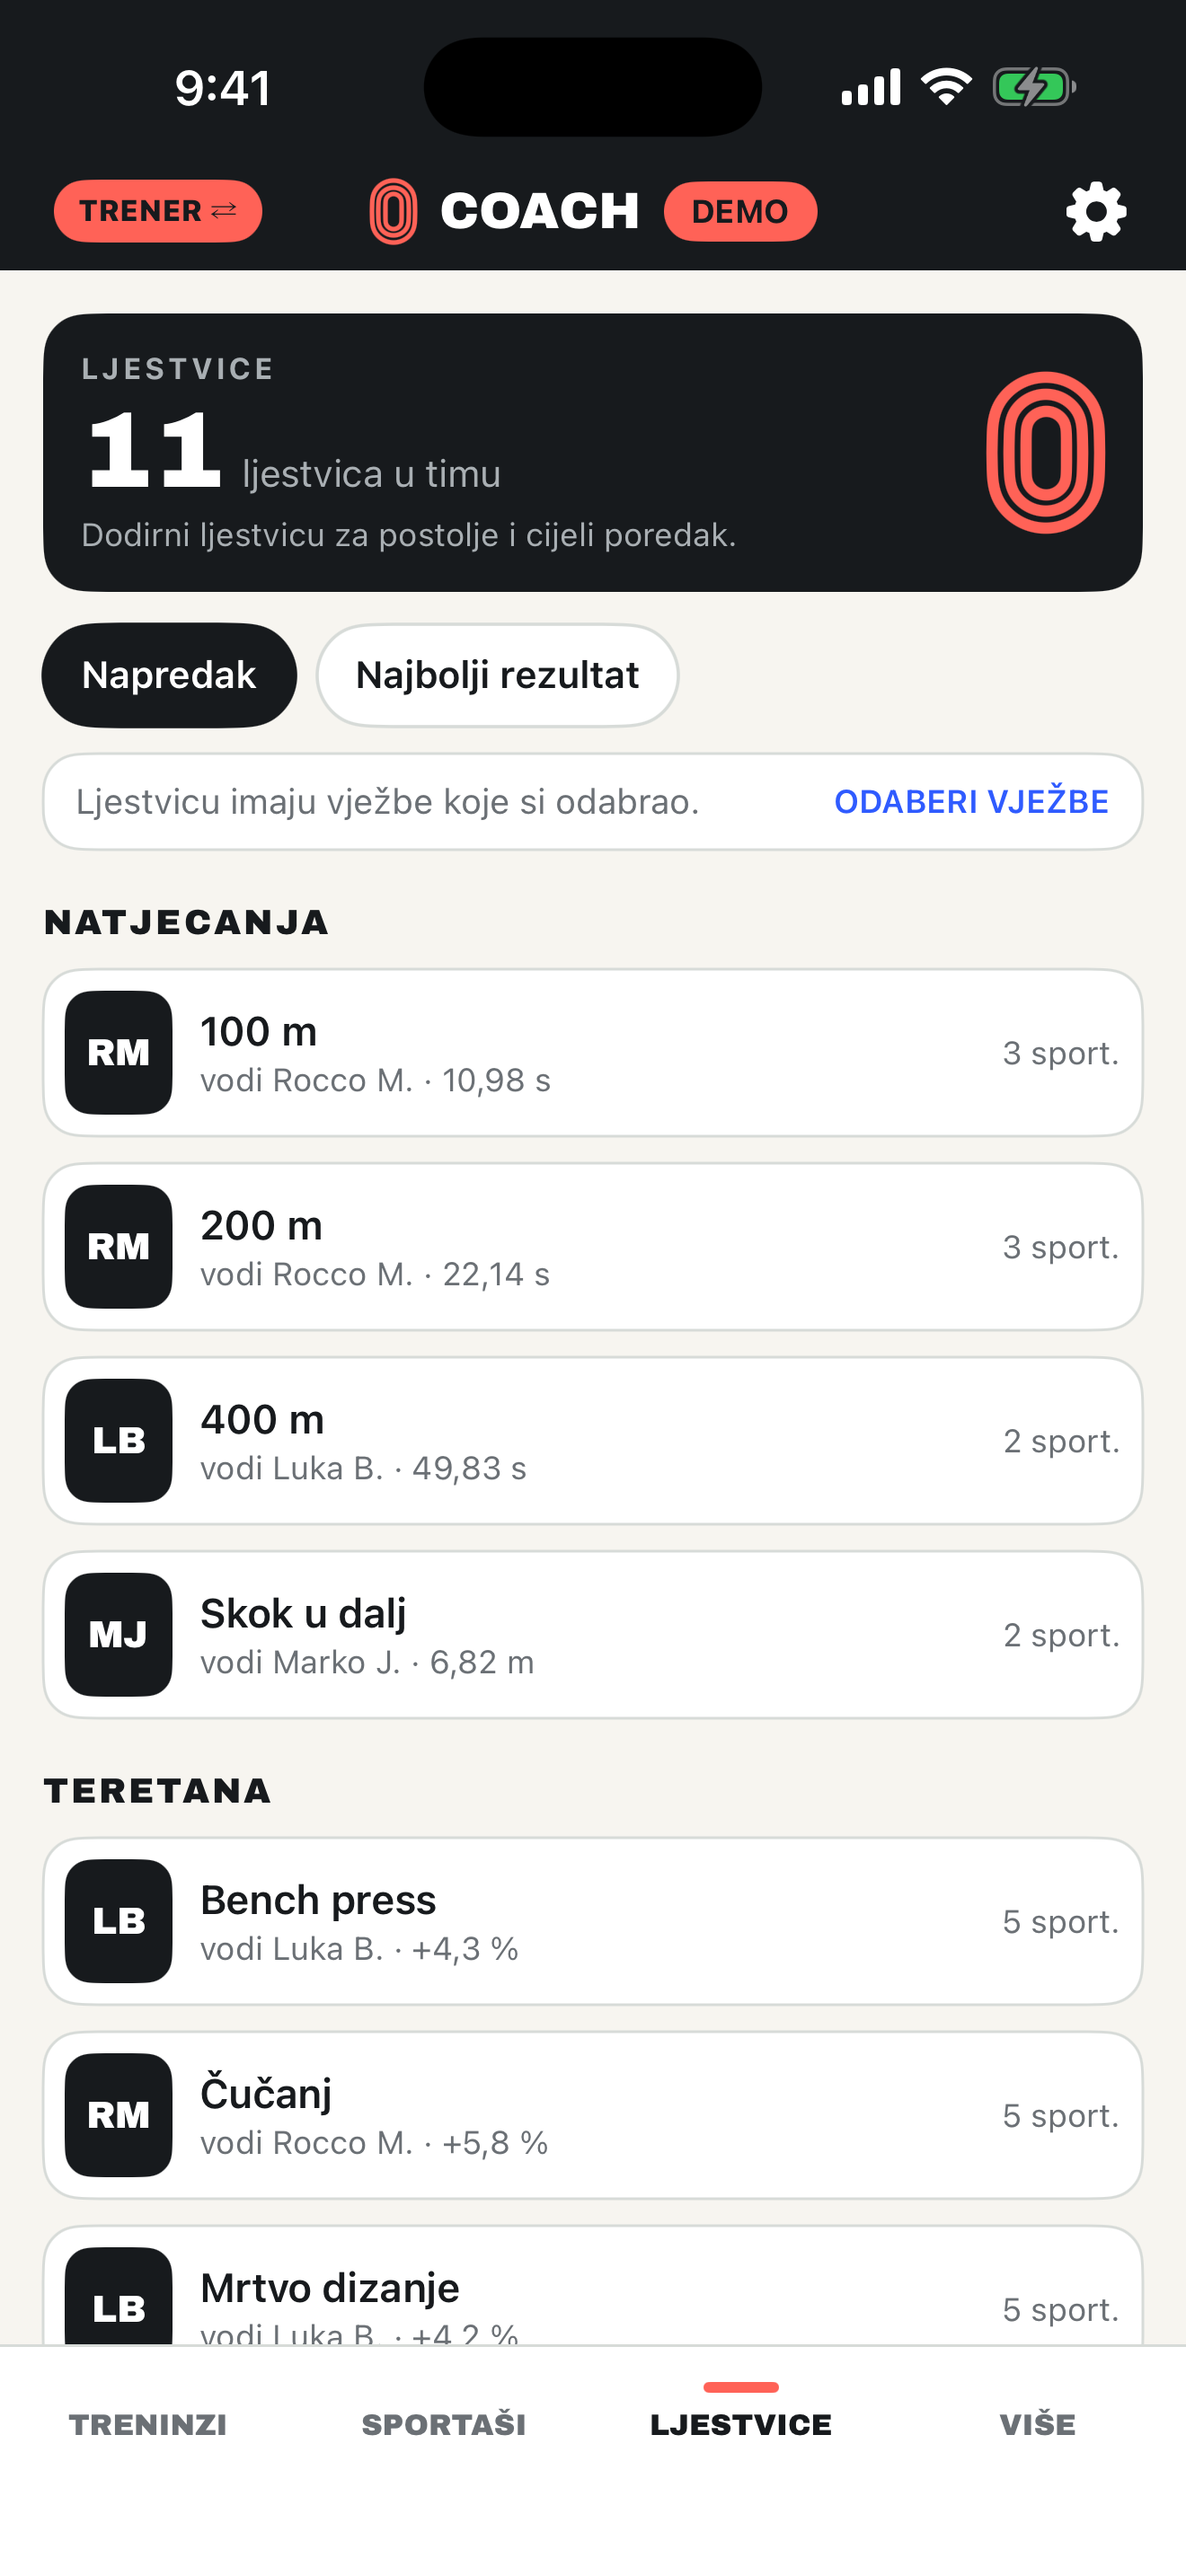 9:41
TRENER ⇄
COACH
DEMO
LJESTVICE
11 ljestvica u timu
Dodirni ljestvicu za postolje i cijeli poredak.
Napredak
Najbolji rezultat
Ljestvicu imaju vježbe koje si odabrao.
ODABERI VJEŽBE
NATJECANJA
RM
100 m
vodi Rocco M. · 10,98 s
3 sport.
RM
200 m
vodi Rocco M. · 22,14 s
3 sport.
LB
400 m
vodi Luka B. · 49,83 s
2 sport.
MJ
Skok u dalj
vodi Marko J. · 6,82 m
2 sport.
TERETANA
LB
Bench press
vodi Luka B. · +4,3 %
5 sport.
RM
Čučanj
vodi Rocco M. · +5,8 %
5 sport.
LB
Mrtvo dizanje
vodi Luka B. · +4,2 %
5 sport.
TRENINZI
SPORTAŠI
LJESTVICE
VIŠE